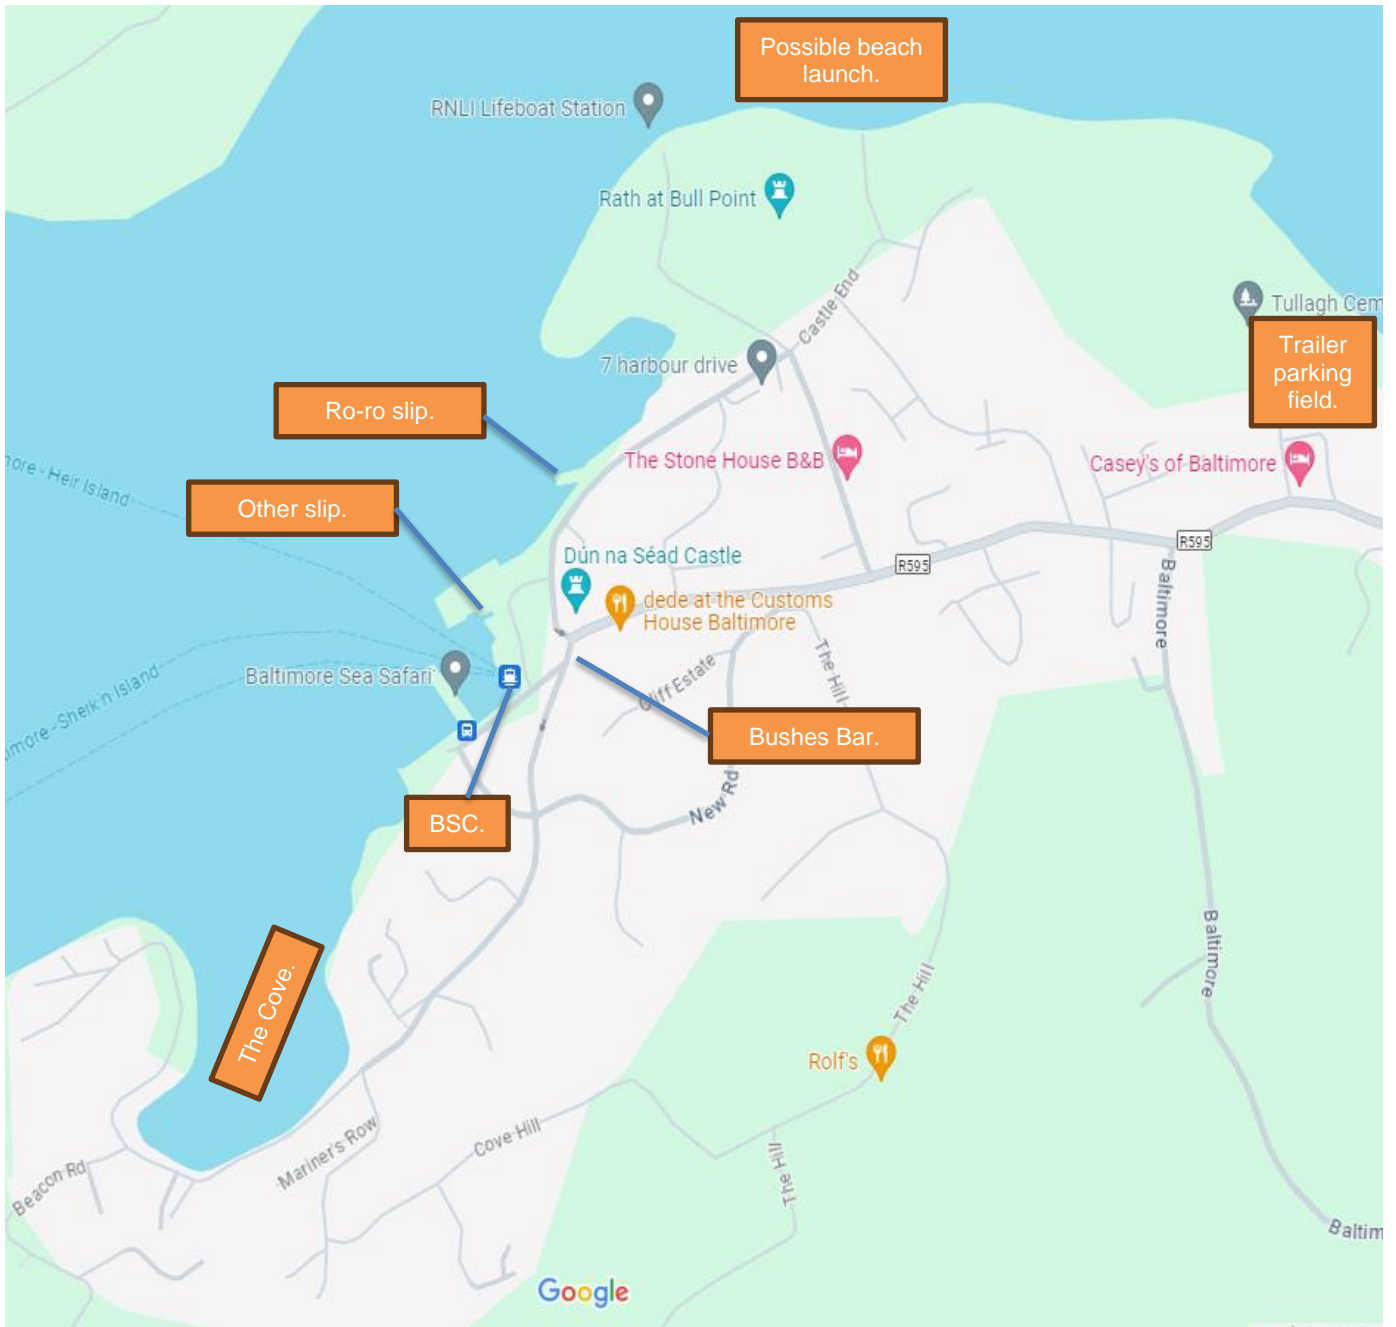 Possible beach
launch.
RNLI Lifeboat Station
Rath at Bull Point
Castle End
Tullagh Cem
Trailer
parking
field.
7 harbour drive
Ro-ro slip.
The Stone House B&B
Casey's of Baltimore
more - Heir Island
Other slip.
R595
R595
Dún na Séad Castle
dede at the Customs
House Baltimore
Baltimore
Baltimore Sea Safari
Cliff Estate
The Hill
more - Sherkin Island
Bushes Bar.
New Rd
BSC.
The Cove.
Baltimore
The Hill
Rolf's
Mariner's Row
Cove Hill
The Hill
Beacon Rd
Baltim
Google